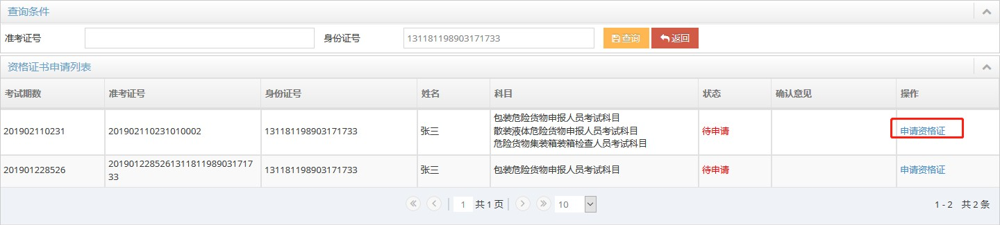 查询条件
准考证号
身份证号 131181198903171733 查询 返回
资格证书申请列表
考试期数 准考证号 身份证号 姓名 科目 状态 确认意见 操作
201902110231 201902110231010002 131181198903171733 张三
包装危险货物申报人员考试科目
散装液体危险货物申报人员考试科目
危险货物集装箱装箱检查人员考试科目
待申请 申请资格证
201901228526
2019012285261311811989031717
33
131181198903171733 张三 包装危险货物申报人员考试科目 待申请 申请资格证
1 共 1 页 10 1 - 2 共 2 条